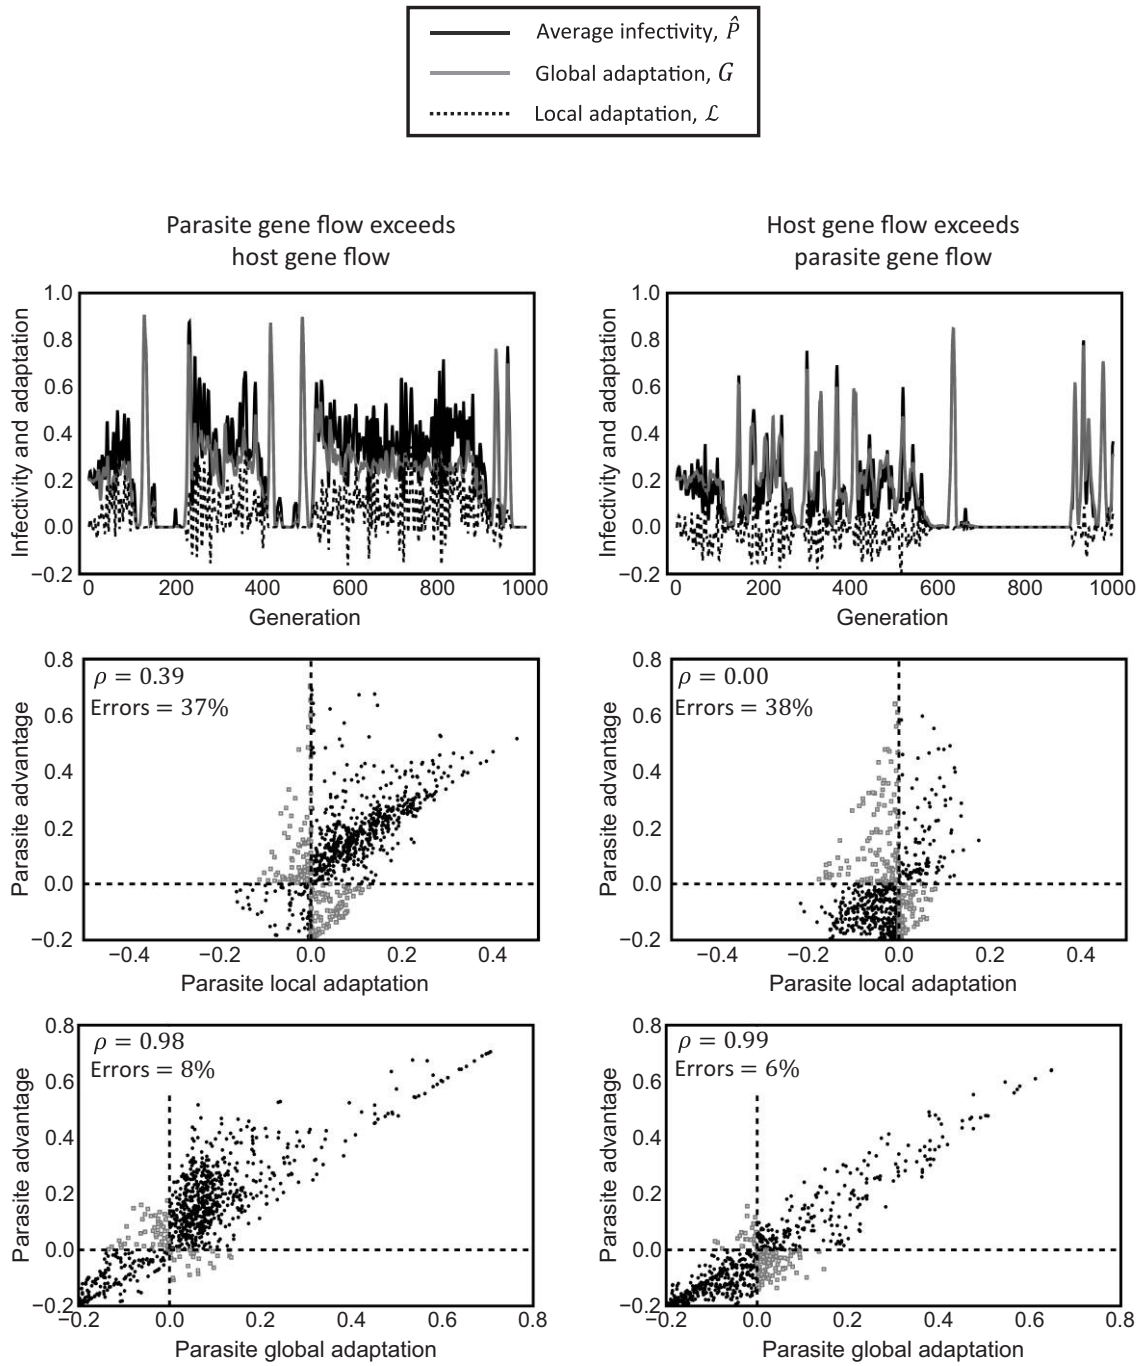 Average infectivity, P̂
Global adaptation, G
Local adaptation, ℒ
Parasite gene flow exceeds
host gene flow
Host gene flow exceeds
parasite gene flow
Infectivity and adaptation
1.0
0.8
0.6
0.4
0.2
0.0
−0.2
0 200 400 600 800 1000
Generation
Infectivity and adaptation
1.0
0.8
0.6
0.4
0.2
0.0
−0.2
0 200 400 600 800 1000
Generation
Parasite advantage
0.8
0.6
0.4
0.2
0.0
−0.2
ρ = 0.39
Errors = 37%
−0.4 −0.2 0.0 0.2 0.4
Parasite local adaptation
Parasite advantage
0.8
0.6
0.4
0.2
0.0
−0.2
ρ = 0.00
Errors = 38%
−0.4 −0.2 0.0 0.2 0.4
Parasite local adaptation
Parasite advantage
0.8
0.6
0.4
0.2
0.0
−0.2
ρ = 0.98
Errors = 8%
−0.2 0.0 0.2 0.4 0.6 0.8
Parasite global adaptation
Parasite advantage
0.8
0.6
0.4
0.2
0.0
−0.2
ρ = 0.99
Errors = 6%
−0.2 0.0 0.2 0.4 0.6 0.8
Parasite global adaptation